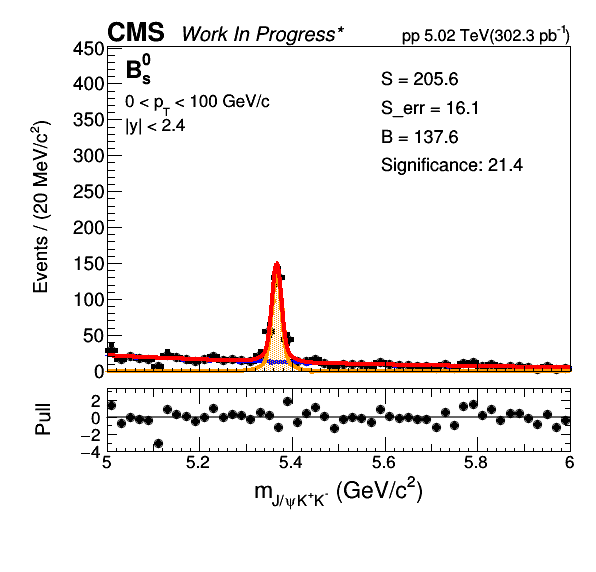 CMS Work In Progress* pp 5.02 TeV(302.3 pb⁻¹)
B⁰ₛ
0 < p_T < 100 GeV/c
|y| < 2.4
S = 205.6
S_err = 16.1
B = 137.6
Significance: 21.4
Events / (20 MeV/c²)
450
400
350
300
250
200
150
100
50
0
Pull
2
0
−2
−4
5 5.2 5.4 5.6 5.8 6
m_{J/ψK⁺K⁻} (GeV/c²)